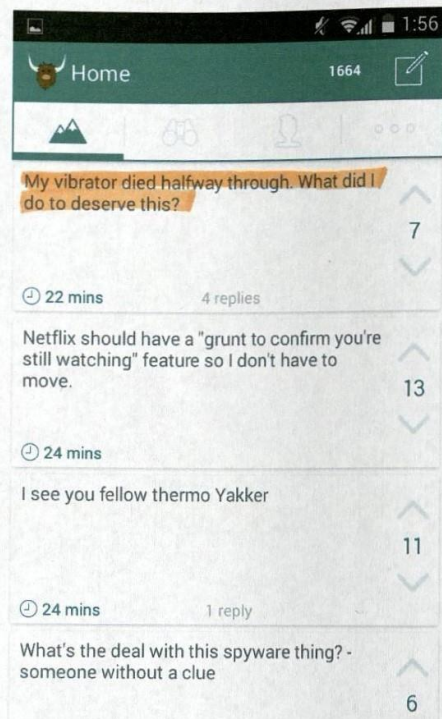 1:56
Home 1664
My vibrator died halfway through. What did I
do to deserve this?
7
22 mins 4 replies
Netflix should have a "grunt to confirm you're
still watching" feature so I don't have to
move.
13
24 mins
I see you fellow thermo Yakker
11
24 mins 1 reply
What's the deal with this spyware thing? -
someone without a clue
6